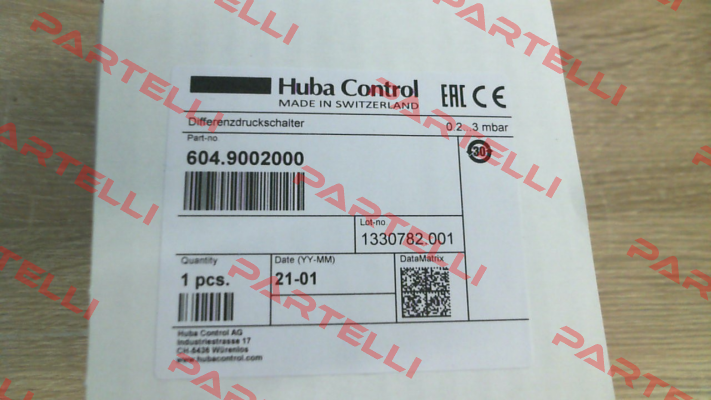 Huba Control
MADE IN SWITZERLAND
EAC CE
Differenzdruckschalter
0.2...3 mbar
Part-no.
604.9002000
30
Lot-no
1330782.001
Quantity
1 pcs.
Date (YY-MM)
21-01
DataMatrix
Huba Control AG
Industriestrasse 17
CH-5436 Würenlos
www.hubacontrol.com
PARTELLI
PARTELLI
PARTELLI
PARTELLI
PARTELLI
PARTELLI